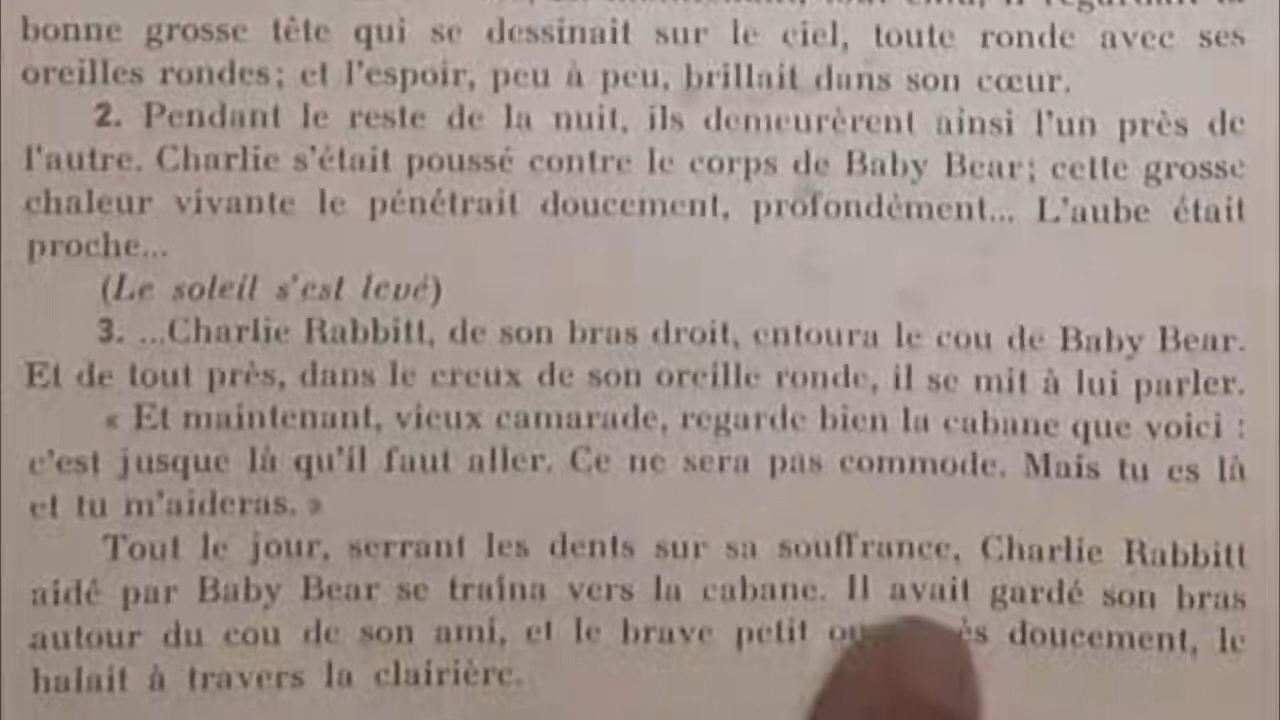 bonne grosse tête qui se dessinait sur le ciel, toute ronde avec ses
oreilles rondes; et l'espoir, peu à peu, brillait dans son cœur.
2. Pendant le reste de la nuit, ils demeurèrent ainsi l'un près de
l'autre. Charlie s'était poussé contre le corps de Baby Bear; cette grosse
chaleur vivante le pénétrait doucement, profondément... L'aube était
proche...
(Le soleil s'est levé)
3. ...Charlie Rabbitt, de son bras droit, entoura le cou de Baby Bear.
Et de tout près, dans le creux de son oreille ronde, il se mit à lui parler.
« Et maintenant, vieux camarade, regarde bien la cabane que voici :
c'est jusque là qu'il faut aller. Ce ne sera pas commode. Mais tu es là
et tu m'aideras. »
Tout le jour, serrant les dents sur sa souffrance, Charlie Rabbitt
aidé par Baby Bear se traîna vers la cabane. Il avait gardé son bras
autour du cou de son ami, et le brave petit doucement, le
halait à travers la clairière.